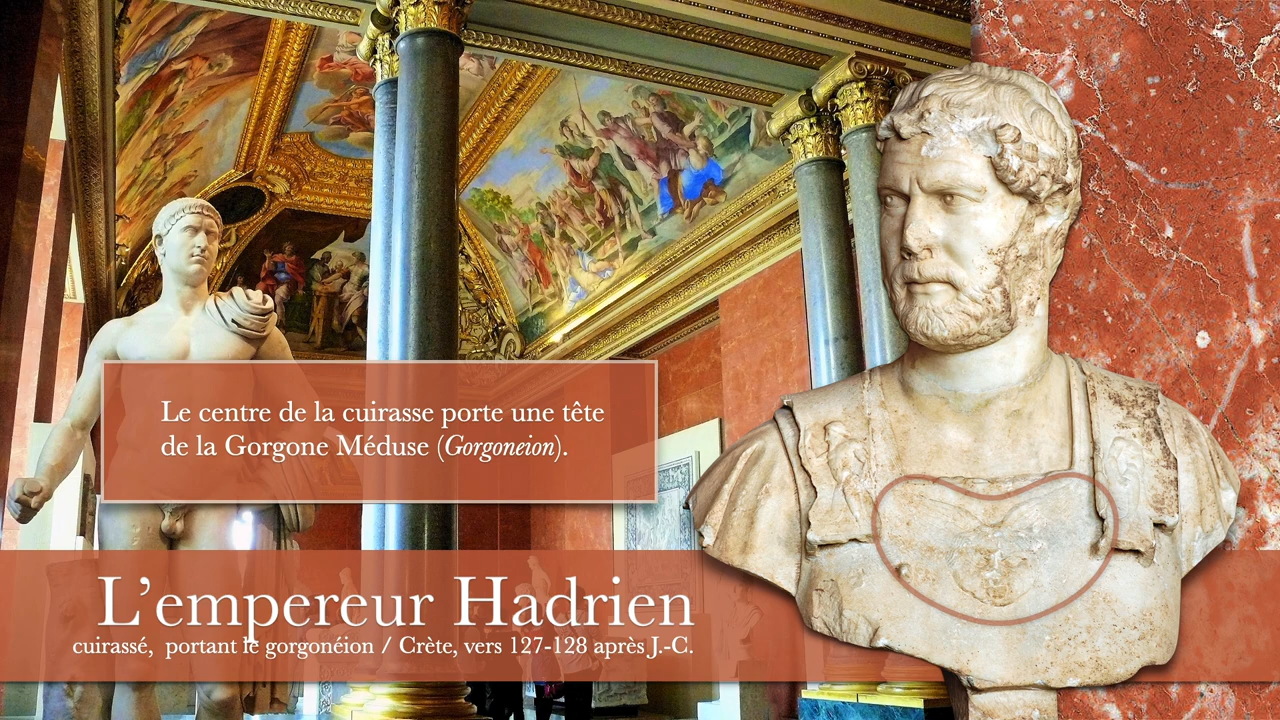 Le centre de la cuirasse porte une tête
de la Gorgone Méduse (Gorgoneion).
L’empereur Hadrien
cuirassé,  portant le gorgonéion / Crète, vers 127-128 après J.-C.